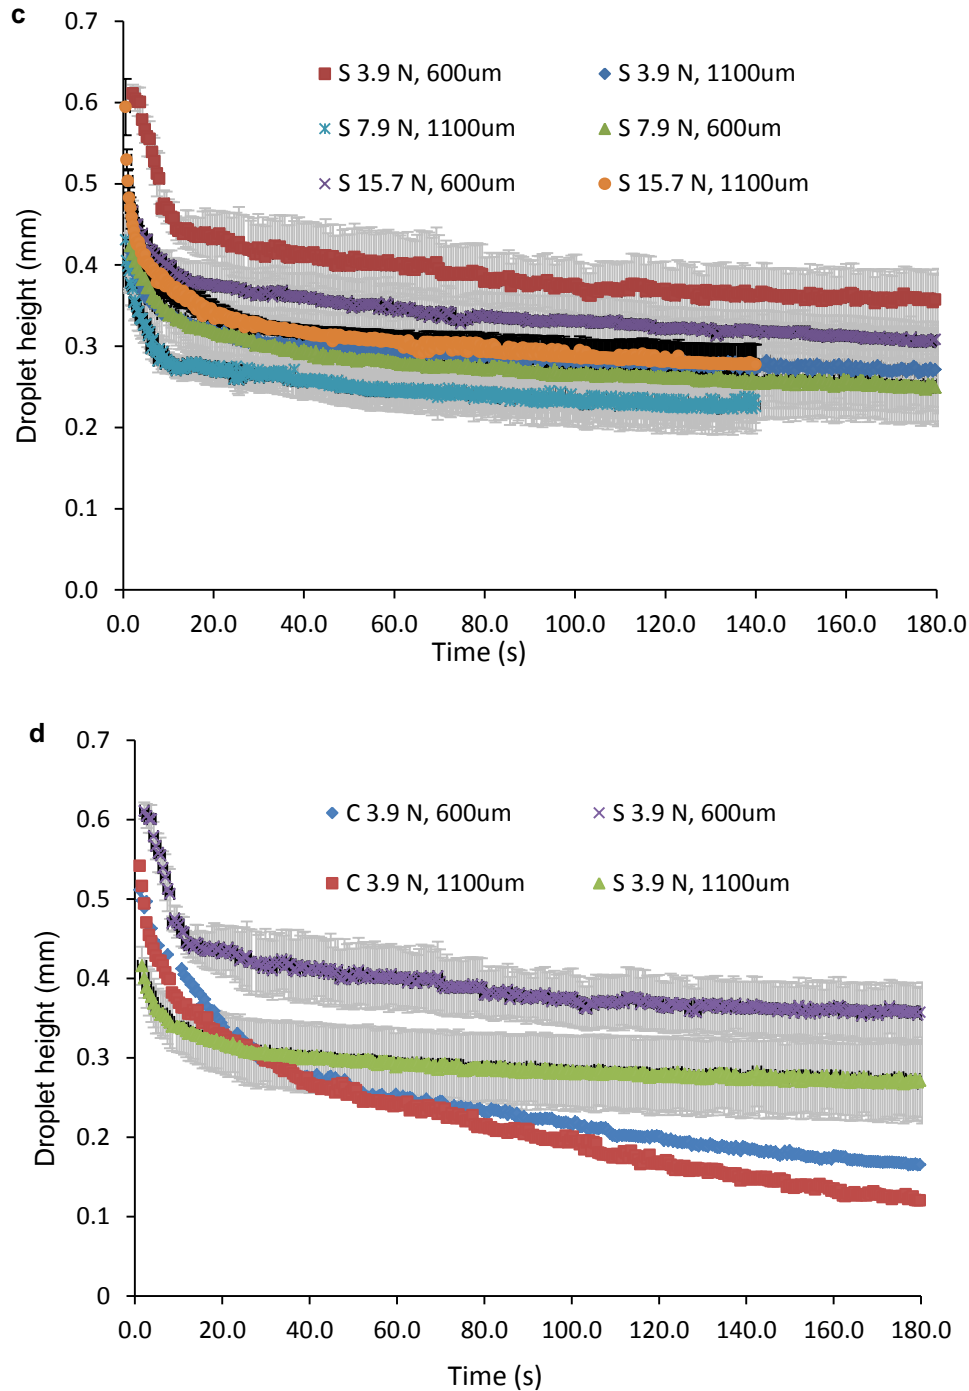 c
0.7
0.6
0.5
0.4
0.3
0.2
0.1
0.0
Droplet height (mm)
S 3.9 N, 600um
S 3.9 N, 1100um
S 7.9 N, 1100um
S 7.9 N, 600um
S 15.7 N, 600um
S 15.7 N, 1100um
0.0 20.0 40.0 60.0 80.0 100.0 120.0 140.0 160.0 180.0
Time (s)
d
0.7
0.6
0.5
0.4
0.3
0.2
0.1
0
Droplet height (mm)
C 3.9 N, 600um
S 3.9 N, 600um
C 3.9 N, 1100um
S 3.9 N, 1100um
0.0 20.0 40.0 60.0 80.0 100.0 120.0 140.0 160.0 180.0
Time (s)